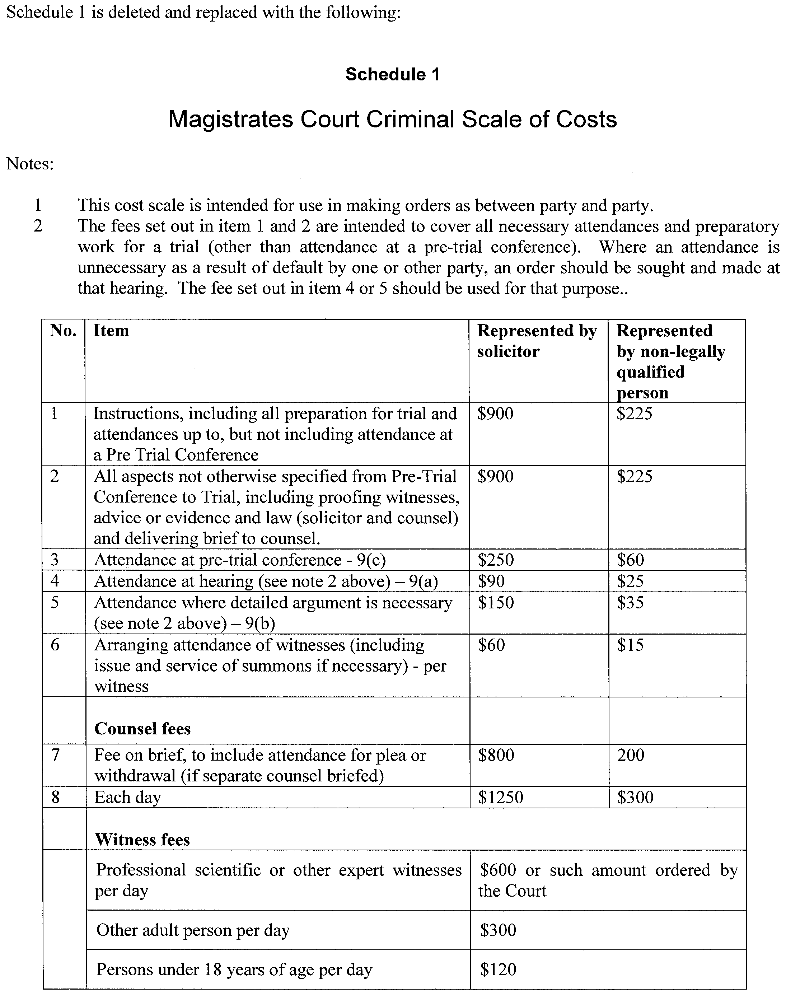 Schedule 1 is deleted and replaced with the following:
Schedule 1
Magistrates Court Criminal Scale of Costs
Notes:
1 This cost scale is intended for use in making orders as between party and party.
2 The fees set out in item 1 and 2 are intended to cover all necessary attendances and preparatory
work for a trial (other than attendance at a pre-trial conference). Where an attendance is
unnecessary as a result of default by one or other party, an order should be sought and made at
that hearing. The fee set out in item 4 or 5 should be used for that purpose..
No. Item Represented by Represented
solicitor by non-legally
qualified
person
1 Instructions, including all preparation for trial and $900 $225
attendances up to, but not including attendance at
a Pre Trial Conference
2 All aspects not otherwise specified from Pre-Trial $900 $225
Conference to Trial, including proofing witnesses,
advice or evidence and law (solicitor and counsel)
and delivering brief to counsel.
3 Attendance at pre-trial conference - 9(c) $250 $60
4 Attendance at hearing (see note 2 above) – 9(a) $90 $25
5 Attendance where detailed argument is necessary $150 $35
(see note 2 above) – 9(b)
6 Arranging attendance of witnesses (including $60 $15
issue and service of summons if necessary) - per
witness
Counsel fees
7 Fee on brief, to include attendance for plea or $800 200
withdrawal (if separate counsel briefed)
8 Each day $1250 $300
Witness fees
Professional scientific or other expert witnesses $600 or such amount ordered by
per day the Court
Other adult person per day $300
Persons under 18 years of age per day $120